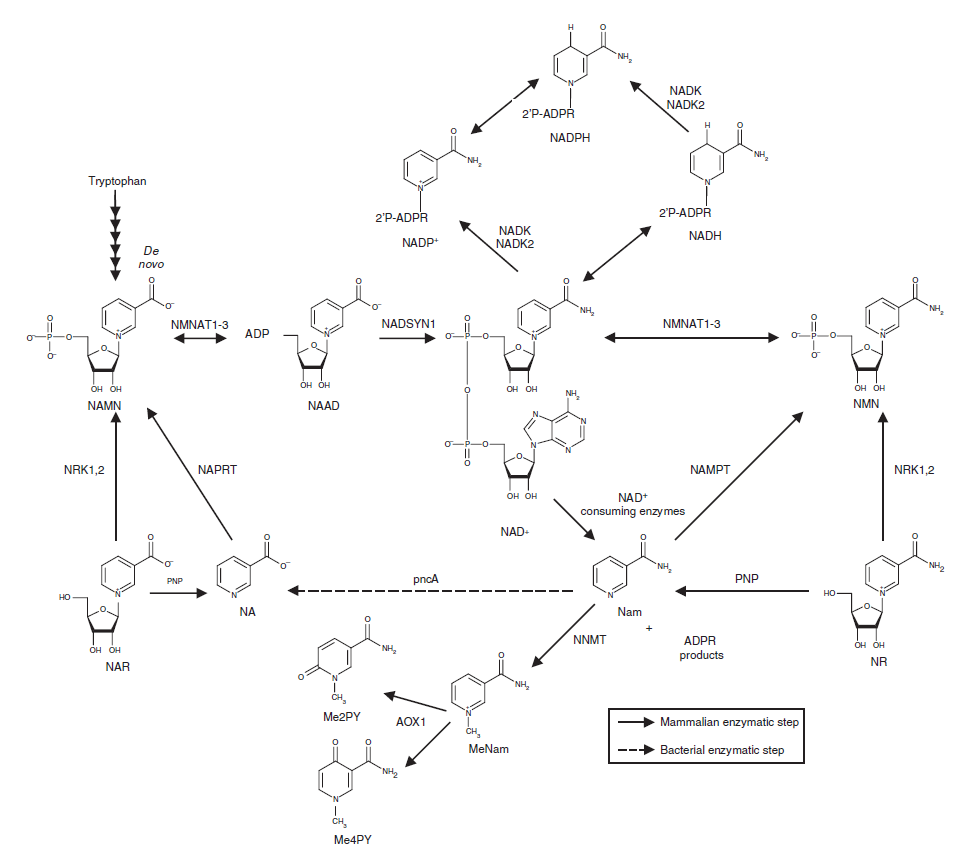 H
O
NH2
N
2'P-ADPR
NADPH
NADK
NADK2
H
O
NH2
N
2'P-ADPR
NADH
O
NH2
N+
2'P-ADPR
NADP+
NADK
NADK2
Tryptophan
De
novo
O
O−
N+
O
O−
P
O
O−
O
OH OH
NAMN
NMNAT1-3
ADP
O
O−
N+
O
OH OH
NAAD
NADSYN1
O
NH2
N+
O
O−
P
O
O
OH OH
O
NH2
N
N
N
N
O−
P
O
O
O
OH OH
NAD+
NMNAT1-3
O
NH2
N+
O
O−
P
O
O−
O
OH OH
NMN
NRK1,2
NAPRT
NAMPT
NRK1,2
NAD+
consuming enzymes
O
O−
N+
HO
O
OH OH
NAR
PNP
O
O−
N
NA
pncA
O
NH2
N
Nam
+
ADPR
products
PNP
O
NH2
N+
HO
O
OH OH
NR
NNMT
O
NH2
N+
CH3
MeNam
AOX1
O
NH2
O
N
CH3
Me2PY
O
O
NH2
N
CH3
Me4PY
Mammalian enzymatic step
Bacterial enzymatic step